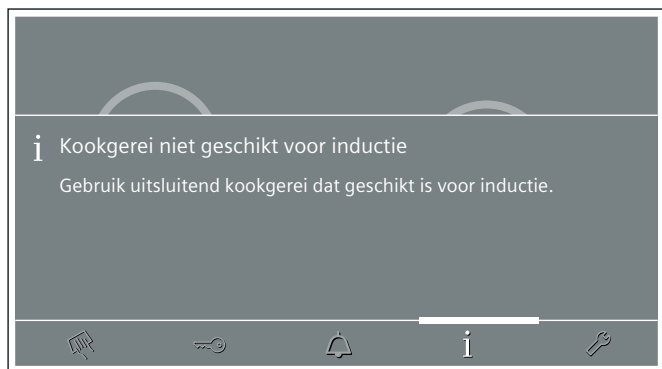 i Kookgerei niet geschikt voor inductie
Gebruik uitsluitend kookgerei dat geschikt is voor inductie.
i